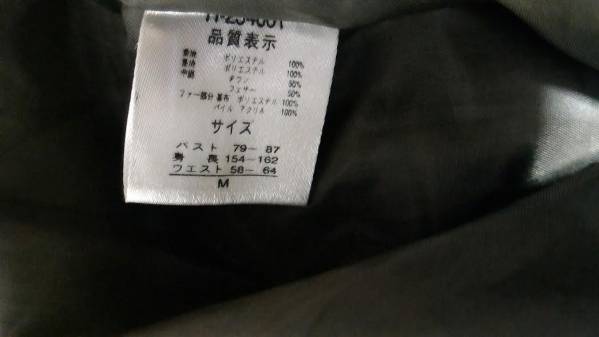 品質表示
表地 ポリエステル 100%
裏地 ポリエステル 100%
中綿 ダウン 50%
フェザー 50%
ファー部分 基布 ポリエステル 100%
パイル アクリル 100%
サイズ
バスト 79－ 87
身 長 154－162
ウエスト 58－ 64
M